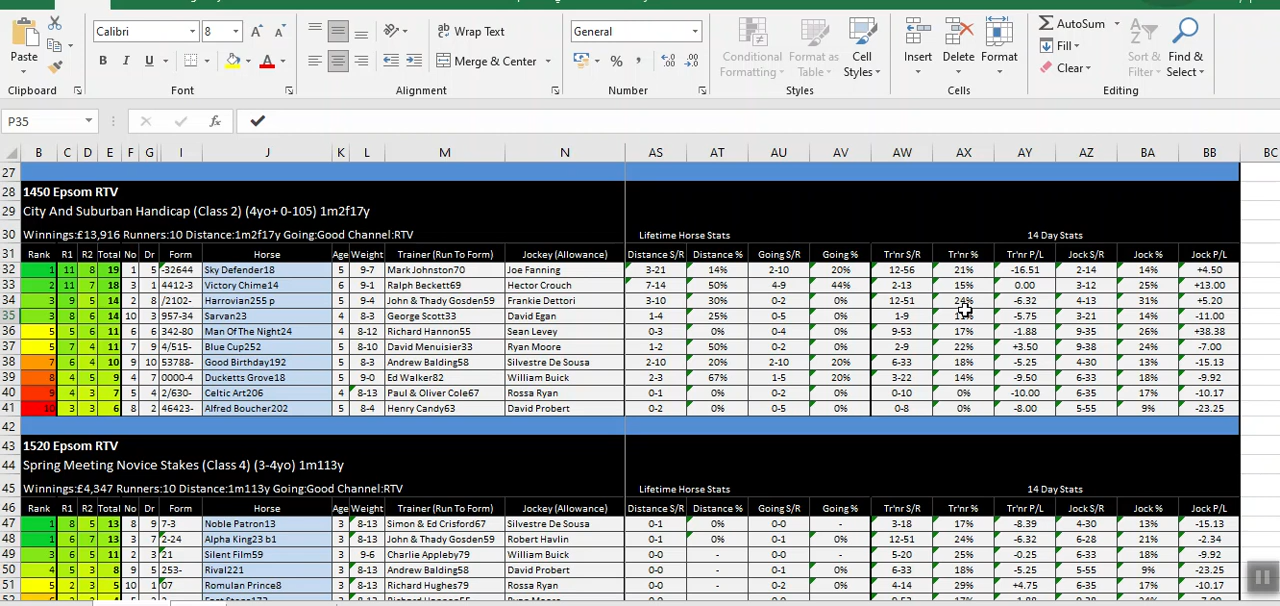 Calibri 8 Wrap Text General AutoSum
Paste Conditional Formatting Format as Table Cell Styles Insert Delete Format Fill Sort & Filter Find & Select
B I U Merge & Center % , Clear
Clipboard Font Alignment Number Styles Cells Editing
P35 fx
B C D E F G I J K L M N AS AT AU AV AW AX AY AZ BA BB BC
27
28 1450 Epsom RTV
29 City And Suburban Handicap (Class 2) (4yo+ 0-105) 1m2f17y
30 Winnings:£13,916 Runners:10 Distance:1m2f17y Going:Good Channel:RTV Lifetime Horse Stats 14 Day Stats
31 Rank R1 R2 Total No Dr Form Horse Age Weight Trainer (Run To Form) Jockey (Allowance) Distance S/R Distance % Going S/R Going % Tr'nr S/R Tr'nr % Tr'nr P/L Jock S/R Jock % Jock P/L
32 1 11 8 19 1 5 -32644 Sky Defender18 5 9-7 Mark Johnston70 Joe Fanning 3-21 14% 2-10 20% 12-56 21% -16.51 2-14 14% +4.50
33 2 11 7 18 3 1 4412-3 Victory Chime14 6 9-1 Ralph Beckett69 Hector Crouch 7-14 50% 4-9 44% 2-13 15% 0.00 3-12 25% +13.00
34 3 9 5 14 2 8 /2102- Harrovian255 p 5 9-4 John & Thady Gosden59 Frankie Dettori 3-10 30% 0-2 0% 12-51 24% -6.32 4-13 31% +5.20
35 3 8 6 14 10 3 957-34 Sarvan23 4 8-3 George Scott33 David Egan 1-4 25% 0-5 0% 1-9 -5.75 3-21 14% -11.00
36 5 6 5 11 6 6 342-80 Man Of The Night24 4 8-12 Richard Hannon55 Sean Levey 0-3 0% 0-4 0% 9-53 17% -1.88 9-35 26% +38.38
37 5 7 4 11 7 9 4/515- Blue Cup252 6 8-10 David Menuisier33 Ryan Moore 1-2 50% 0-2 0% 2-9 22% +3.50 9-38 24% -7.00
38 7 6 4 10 9 10 53788- Good Birthday192 5 8-3 Andrew Balding58 Silvestre De Sousa 2-10 20% 2-10 20% 6-33 18% -5.25 4-30 13% -15.13
39 8 4 5 9 4 7 0000-4 Ducketts Grove18 5 9-0 Ed Walker82 William Buick 2-3 67% 1-5 20% 3-22 14% -9.50 6-33 18% -9.92
40 9 4 3 7 5 4 2/630- Celtic Art206 4 8-13 Paul & Oliver Cole67 Rossa Ryan 0-2 0% 0-5 0% 0-10 0% -10.00 6-35 17% -10.17
41 10 3 3 6 8 2 46423- Alfred Boucher202 5 8-4 Henry Candy63 David Probert 0-2 0% 0-5 0% 0-8 0% -8.00 5-55 9% -23.25
42
43 1520 Epsom RTV
44 Spring Meeting Novice Stakes (Class 4) (3-4yo) 1m113y
45 Winnings:£4,347 Runners:10 Distance:1m113y Going:Good Channel:RTV Lifetime Horse Stats 14 Day Stats
46 Rank R1 R2 Total No Dr Form Horse Age Weight Trainer (Run To Form) Jockey (Allowance) Distance S/R Distance % Going S/R Going % Tr'nr S/R Tr'nr % Tr'nr P/L Jock S/R Jock % Jock P/L
47 1 8 5 13 8 9 7-3 Noble Patron13 3 8-13 Simon & Ed Crisford67 Silvestre De Sousa 0-1 0% 0-0 - 3-18 17% -8.39 4-30 13% -15.13
48 1 6 7 13 3 7 2-24 Alpha King23 b1 3 8-13 John & Thady Gosden59 Robert Havlin 0-1 0% 0-1 0% 12-51 24% -6.32 6-28 21% -2.34
49 3 6 5 11 2 3 21 Silent Film59 3 9-6 Charlie Appleby79 William Buick 0-0 - 0-0 - 5-20 25% -0.25 6-33 18% -9.92
50 4 5 3 8 9 5 253- Rival221 3 8-13 Andrew Balding58 David Probert 0-0 - 0-1 0% 6-33 18% -5.25 5-55 9% -23.25
51 5 2 3 5 10 1 07 Romulan Prince8 3 8-13 Richard Hughes79 Rossa Ryan 0-0 - 0-2 0% 4-14 29% +4.75 6-35 17% -10.17